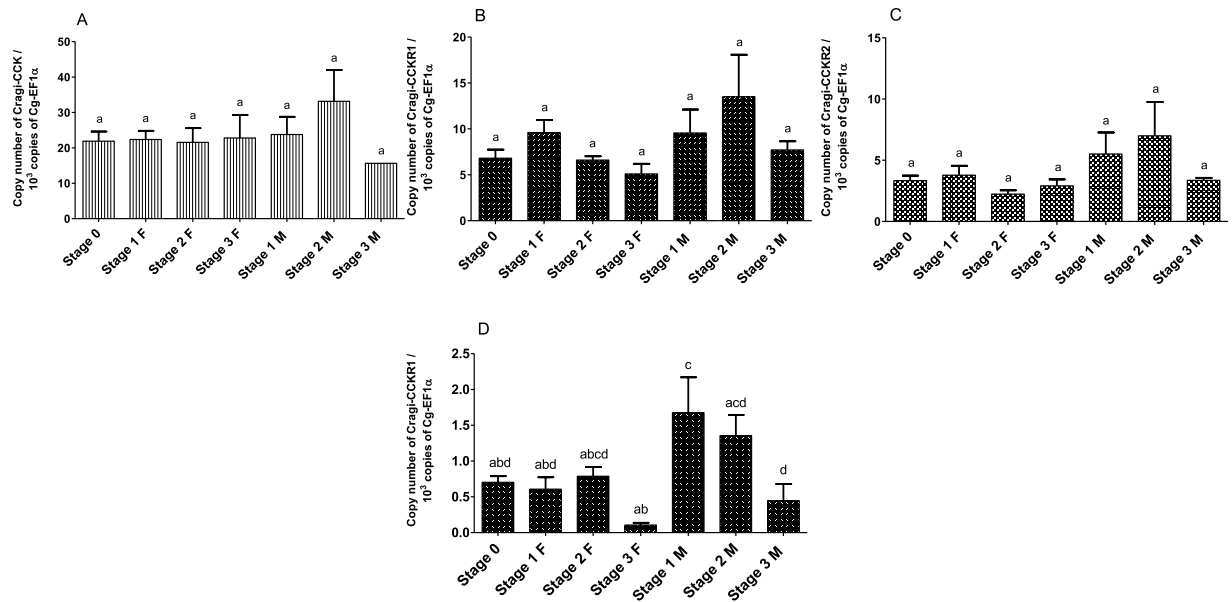 A
Copy number of Cragi-CCK /
10³ copies of Cg-EF1α
50
40
30
20
10
0
a
a
a
a
a
a
a
Stage 0
Stage 1 F
Stage 2 F
Stage 3 F
Stage 1 M
Stage 2 M
Stage 3 M
B
Copy number of Cragi-CCKR1 /
10³ copies of Cg-EF1α
20
15
10
5
0
a
a
a
a
a
a
a
Stage 0
Stage 1 F
Stage 2 F
Stage 3 F
Stage 1 M
Stage 2 M
Stage 3 M
C
Copy number of Cragi-CCKR2 /
10³ copies of Cg-EF1α
15
10
5
0
a
a
a
a
a
a
a
Stage 0
Stage 1 F
Stage 2 F
Stage 3 F
Stage 1 M
Stage 2 M
Stage 3 M
D
Copy number of Cragi-CCKR1 /
10³ copies of Cg-EF1α
2.5
2.0
1.5
1.0
0.5
0.0
abd
abd
abcd
ab
c
acd
d
Stage 0
Stage 1 F
Stage 2 F
Stage 3 F
Stage 1 M
Stage 2 M
Stage 3 M